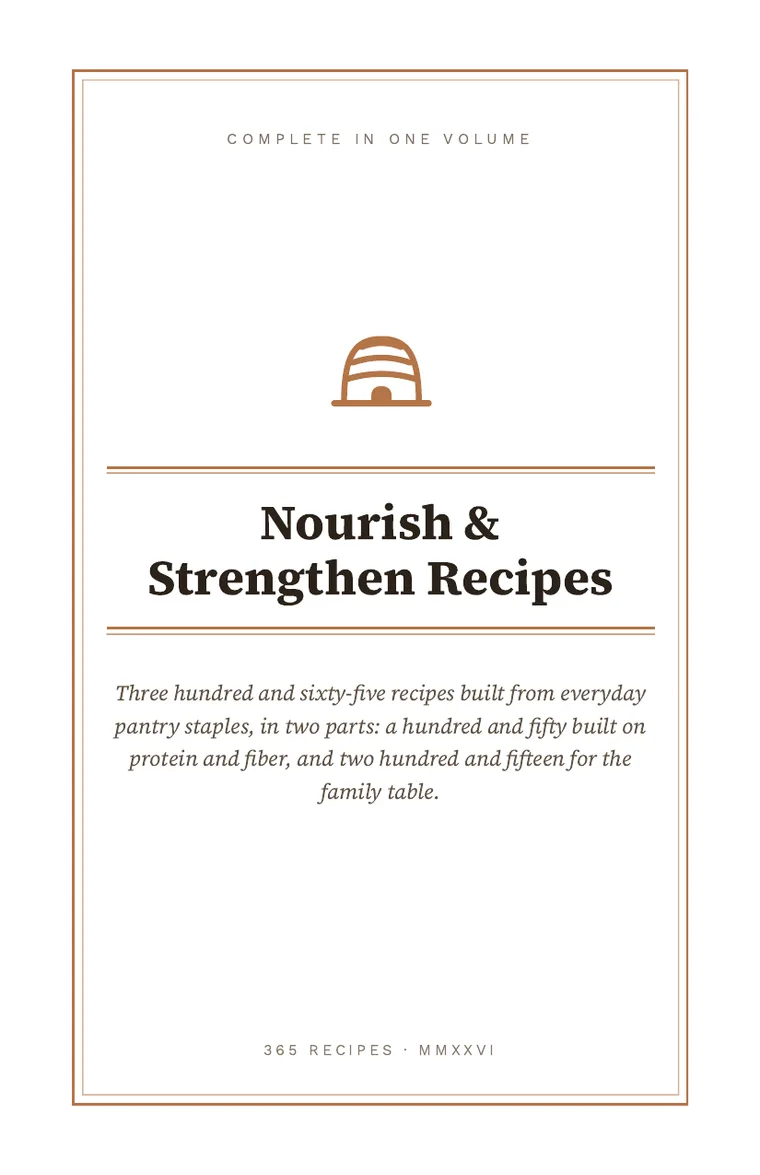 COMPLETE IN ONE VOLUME
Nourish &
Strengthen Recipes
Three hundred and sixty-five recipes built from everyday
pantry staples, in two parts: a hundred and fifty built on
protein and fiber, and two hundred and fifteen for the
family table.
365 RECIPES · MMXXVI